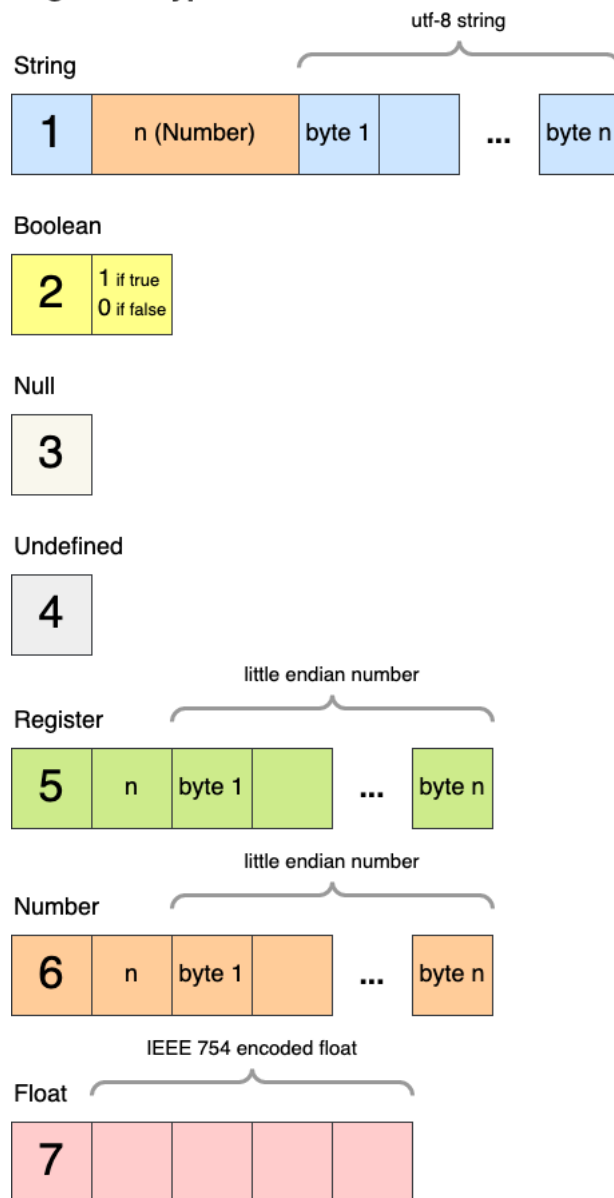 utf-8 string
String
1 n (Number) byte 1 ... byte n
Boolean
2 1 if true
0 if false
Null
3
Undefined
4
little endian number
Register
5 n byte 1 ... byte n
little endian number
Number
6 n byte 1 ... byte n
IEEE 754 encoded float
Float
7